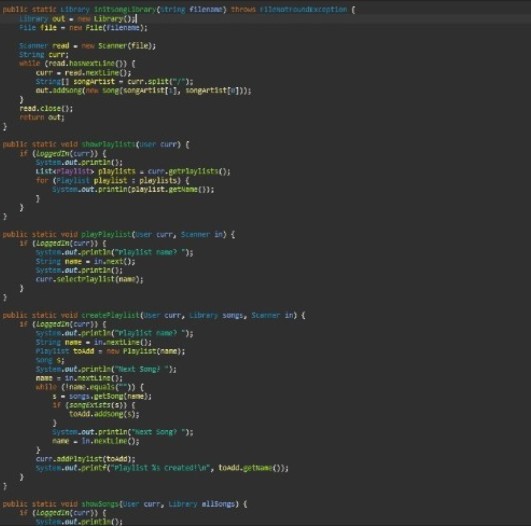 public static Library initSongLibrary(String filename) throws FileNotFoundException {
Library out = new Library();
File file = new File(filename);
Scanner read = new Scanner(file);
String curr;
while (read.hasNextLine()) {
curr = read.nextLine();
String[] songArtist = curr.split("/");
out.addSong(new Song(songArtist[1], songArtist[0]));
}
read.close();
return out;
}
public static void showPlaylists(User curr) {
if (LoggedIn(curr)) {
System.out.println();
List<Playlist> playlists = curr.getPlaylists();
for (Playlist playlist : playlists) {
System.out.println(playlist.getName());
}
}
}
public static void playPlaylist(User curr, Scanner in) {
if (LoggedIn(curr)) {
System.out.println("Playlist name? ");
String name = in.next();
System.out.println();
curr.selectPlaylist(name);
}
}
public static void createPlaylist(User curr, Library songs, Scanner in) {
if (LoggedIn(curr)) {
System.out.println("Playlist name? ");
String name = in.nextLine();
Playlist toAdd = new Playlist(name);
Song s;
System.out.println("Next Song? ");
name = in.nextLine();
while (!name.equals("")) {
s = songs.getSong(name);
if (songExists(s)) {
toAdd.addSong(s);
}
System.out.println("Next Song? ");
name = in.nextLine();
}
curr.addPlaylist(toAdd);
System.out.printf("Playlist %s created!\n", toAdd.getName());
}
}
public static void showSongs(User curr, Library allSongs) {
if (LoggedIn(curr)) {
System.out.println();